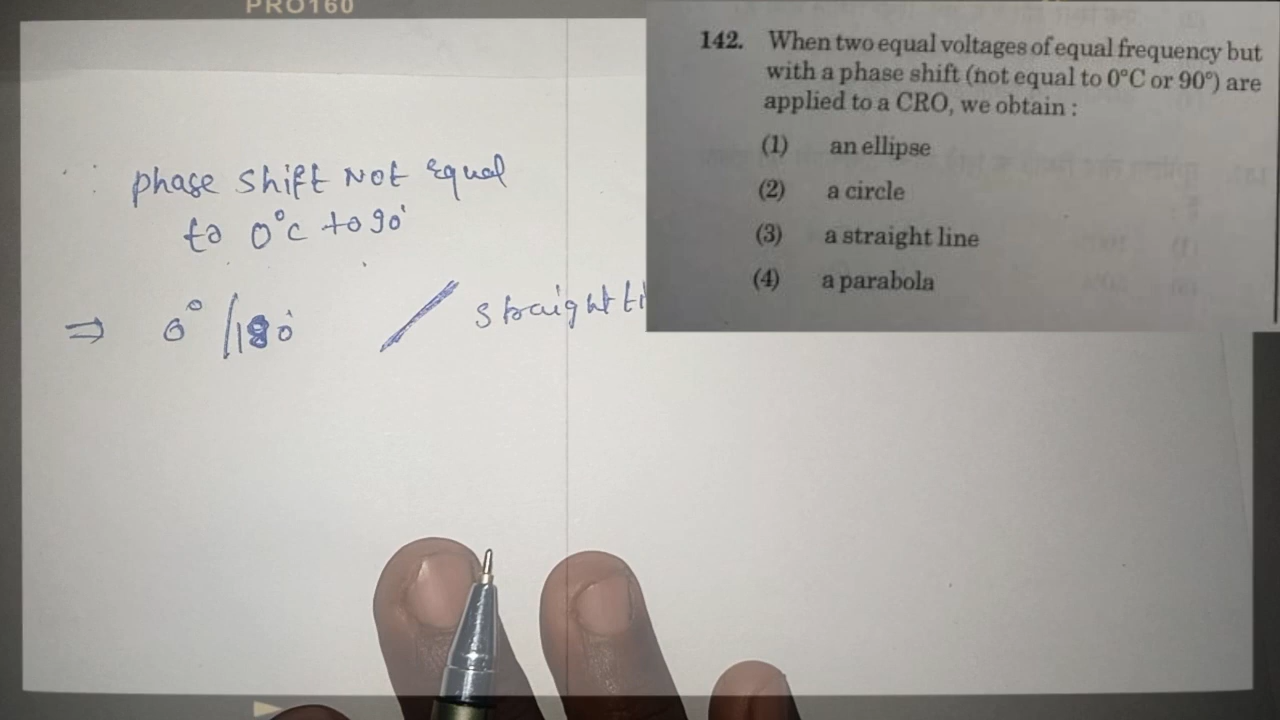 PRO160
142. When two equal voltages of equal frequency but
with a phase shift (not equal to 0°C or 90°) are
applied to a CRO, we obtain :
(1) an ellipse
(2) a circle
(3) a straight line
(4) a parabola
∵ phase shift Not Equal
to 0°C to 90°
⇒ 0° / 180° straight